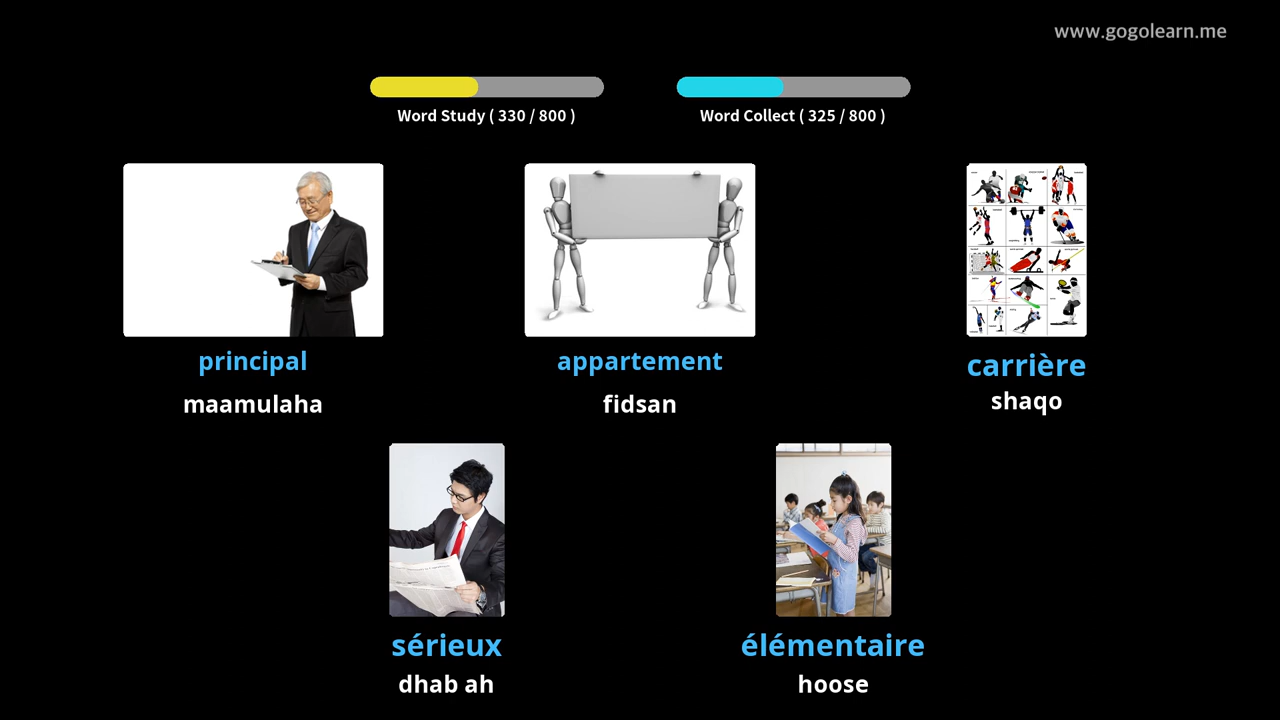 www.gogolearn.me
Word Study ( 330 / 800 )
Word Collect ( 325 / 800 )
principal
maamulaha
appartement
fidsan
carrière
shaqo
sérieux
dhab ah
élémentaire
hoose